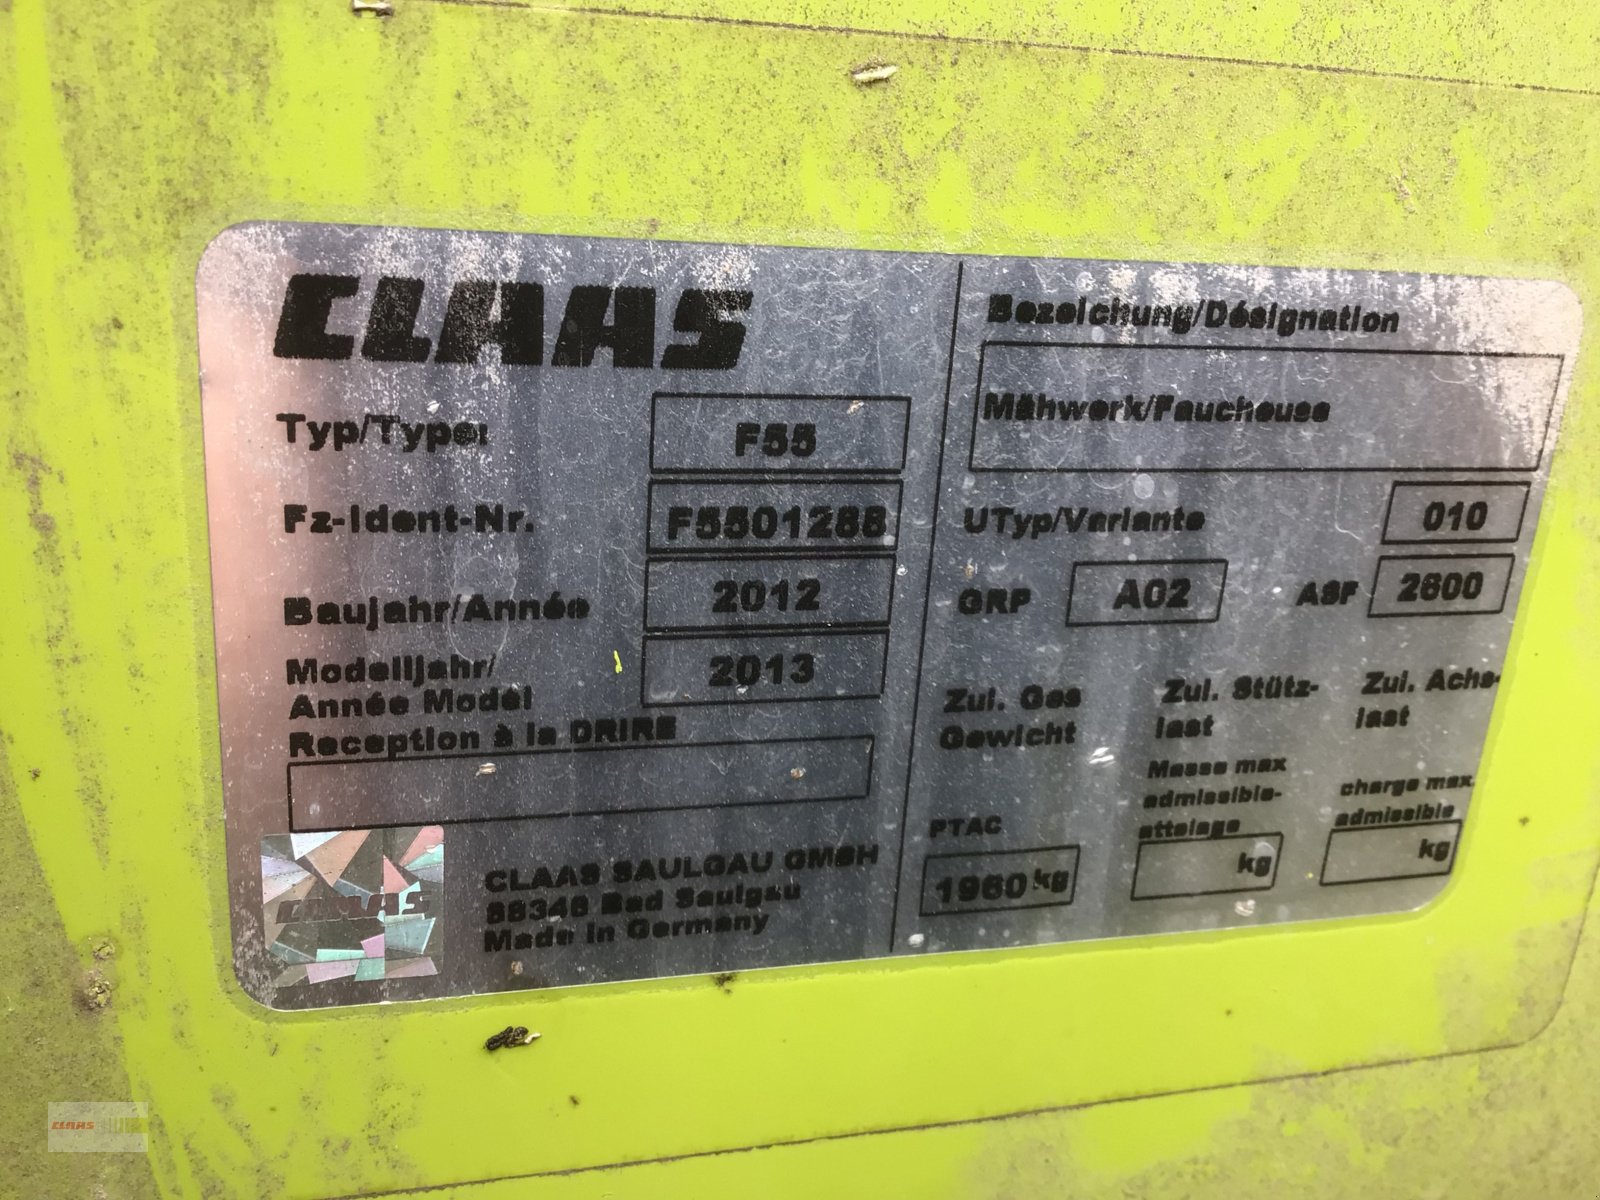 CLAAS
Typ/Type: F55
Fz-Ident-Nr. F5501288
Baujahr/Année 2012
Modelljahr/
Année Model 2013
Reception à la DRIRE
CLAAS
CLAAS SAULGAU GMBH
88348 Bad Saulgau
Made in Germany
Bezeichung/Désignation
Mähwerk/Faucheuse
UTyp/Variante 010
GRP A02 ASF 2600
Zul. Ges
Gewicht
PTAC
1960 kg
Zul. Stütz-
last
Masse max
admissible-
attelage
kg
Zul. Achs-
last
charge max.
admissible
kg
CLAAS